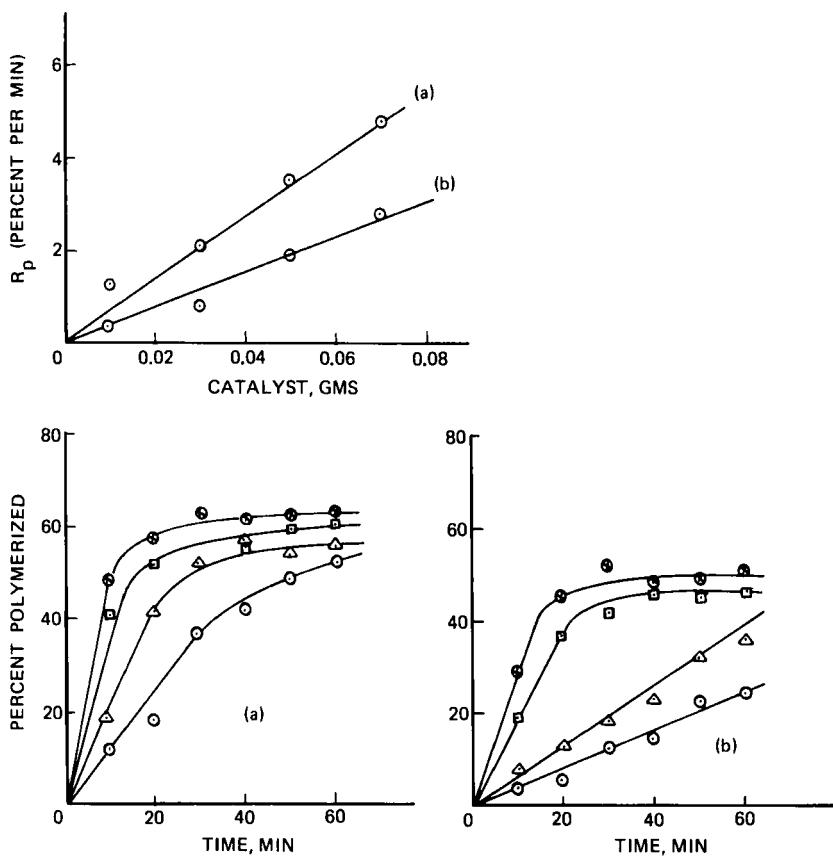 R_p (PERCENT PER MIN)
6
4
2
0
0.02
0.04
0.06
0.08
CATALYST, GMS
(a)
(b)
PERCENT POLYMERIZED
80
60
40
20
0
20
40
60
TIME, MIN
(a)
80
60
40
20
0
20
40
60
TIME, MIN
(b)